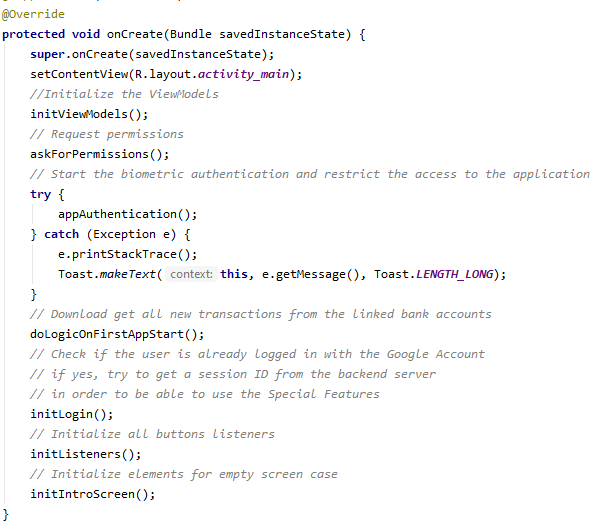 @Override
protected void onCreate(Bundle savedInstanceState) {
super.onCreate(savedInstanceState);
setContentView(R.layout.activity_main);
//Initialize the ViewModels
initViewModels();
// Request permissions
askForPermissions();
// Start the biometric authentication and restrict the access to the application
try {
appAuthentication();
} catch (Exception e) {
e.printStackTrace();
Toast.makeText( context: this, e.getMessage(), Toast.LENGTH_LONG);
}
// Download get all new transactions from the linked bank accounts
doLogicOnFirstAppStart();
// Check if the user is already logged in with the Google Account
// if yes, try to get a session ID from the backend server
// in order to be able to use the Special Features
initLogin();
// Initialize all buttons listeners
initListeners();
// Initialize elements for empty screen case
initIntroScreen();
}